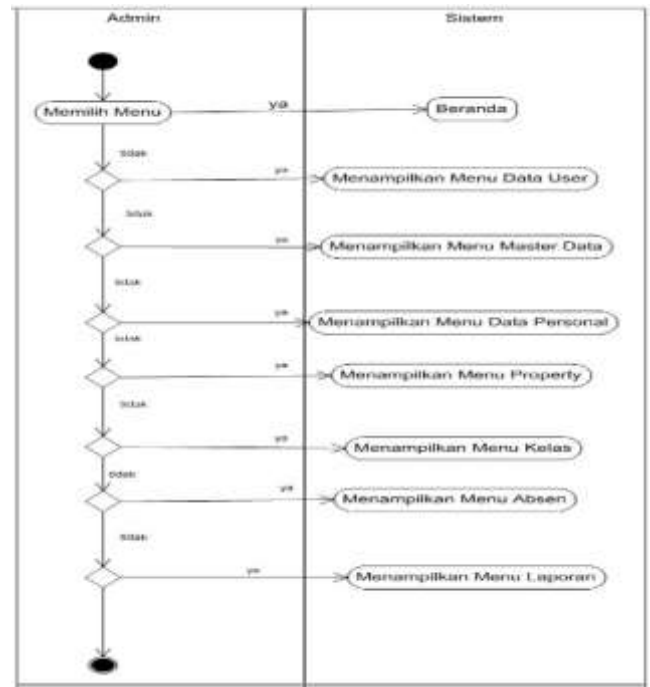 Admin
Sistem
Memilih Menu
ya
Beranda
tidak
ya
Menampilkan Menu Data User
tidak
ya
Menampilkan Menu Master Data
tidak
ya
Menampilkan Menu Data Personal
tidak
ya
Menampilkan Menu Property
tidak
ya
Menampilkan Menu Kelas
tidak
ya
Menampilkan Menu Absen
tidak
ya
Menampilkan Menu Laporan